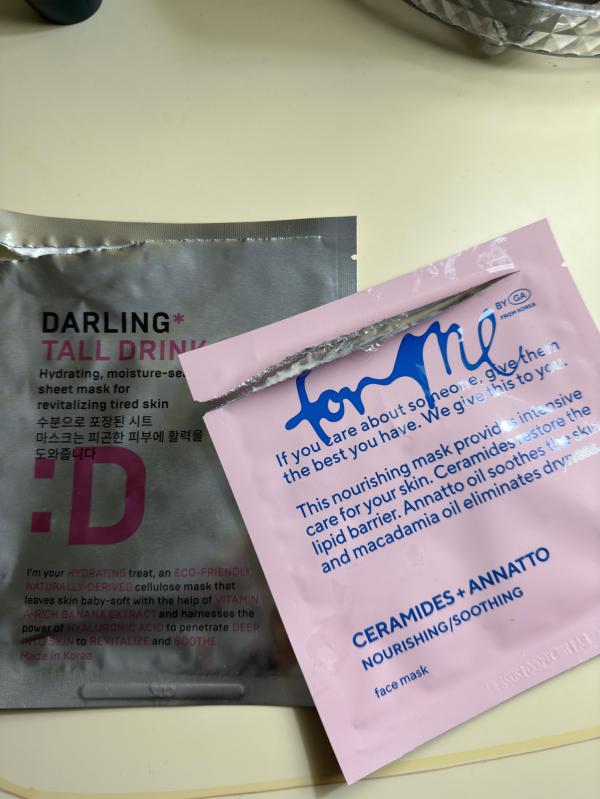 DARLING*
TALL DRINK
Hydrating, moisture-sea
sheet mask for
revitalizing tired skin
수분으로 포장된 시트
마스크는 피곤한 피부에 활력을
도와줍니다
:D
I'm your HYDRATING treat, an ECO-FRIENDLY,
NATURALLY-DERIVED cellulose mask that
leaves skin baby-soft with the help of VITAMIN
A-RICH BANANA EXTRACT and harnesses the
power of HYALURONIC ACID to penetrate DEEP
INTO SKIN to REVITALIZE and SOOTHE.
Made in Korea
for Me
BY GA
FROM KOREA
If you care about someone, give them
the best you have. We give this to you.
This nourishing mask provides intensive
care for your skin. Ceramides restore the
lipid barrier. Annatto oil soothes the skin
and macadamia oil eliminates dryness.
CERAMIDES + ANNATTO
NOURISHING/SOOTHING
face mask